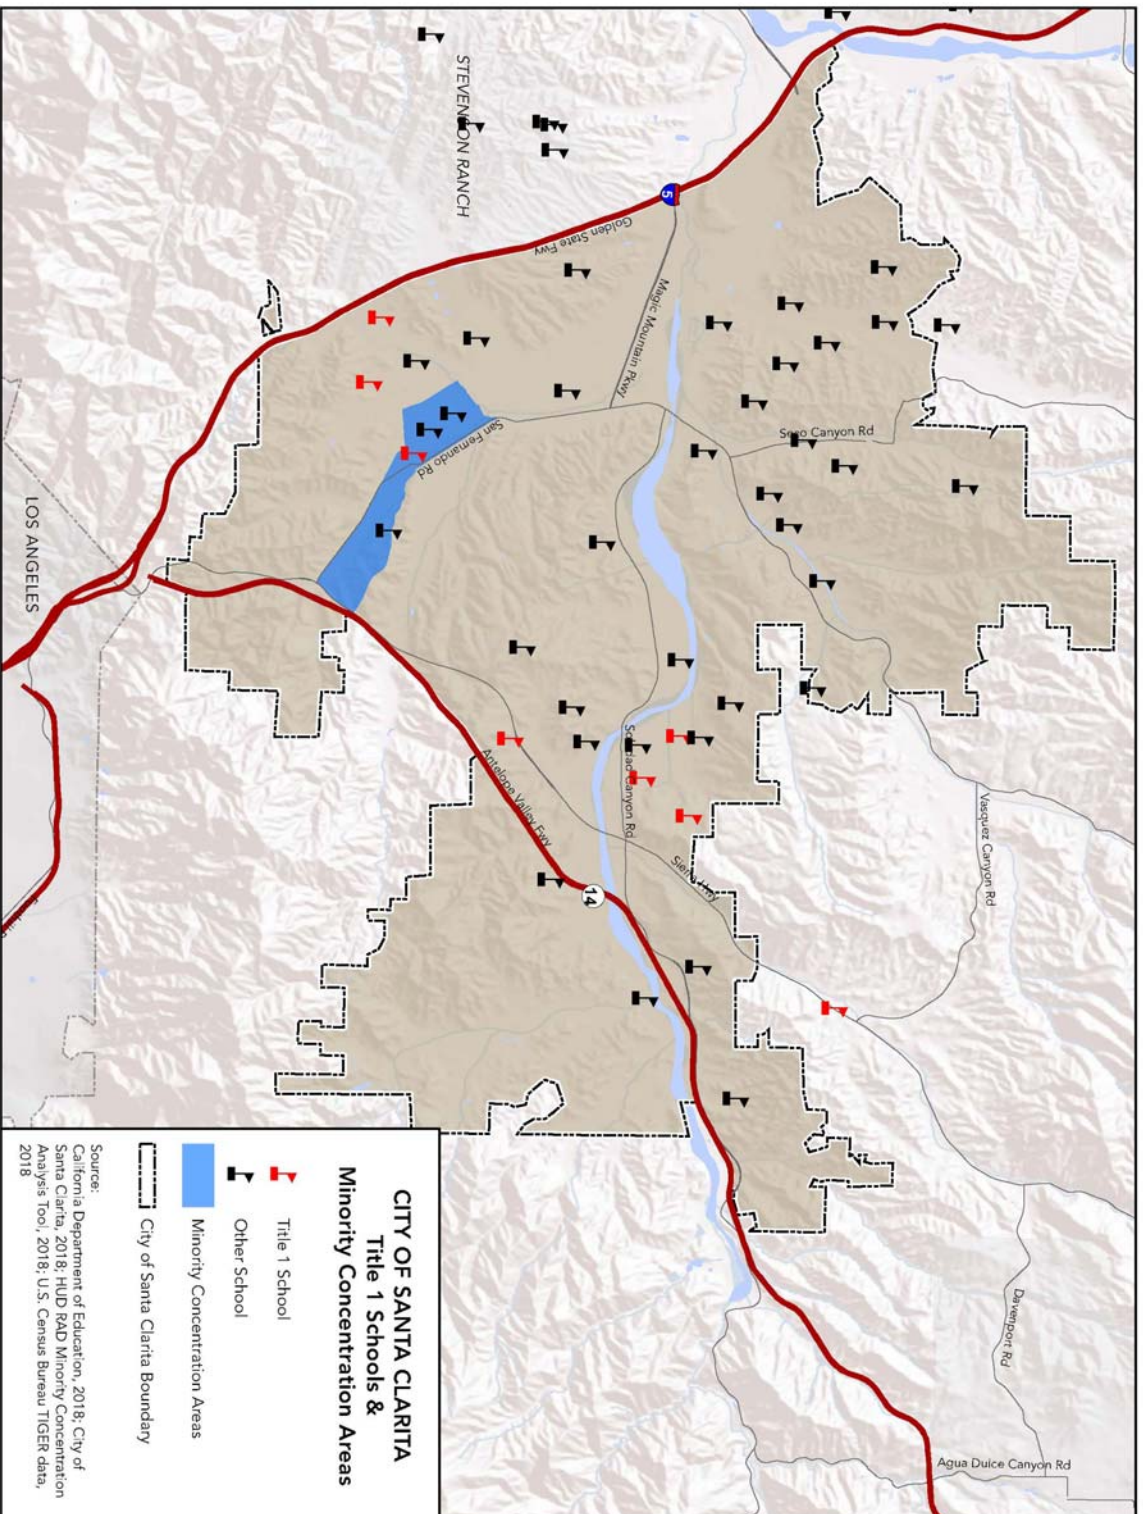 CITY OF SANTA CLARITA
Title 1 Schools &
Minority Concentration Areas
Title 1 School
Other School
Minority Concentration Areas
City of Santa Clarita Boundary
Source:
California Department of Education, 2018; City of
Santa Clarita, 2018; HUD RAD Minority Concentration
Analysis Tool, 2018; U.S. Census Bureau TIGER data,
2018
STEVENSON RANCH
5
Golden State Fwy
Magic Mountain Pkwy
Seco Canyon Rd
San Fernando Rd
LOS ANGELES
Soledad Canyon Rd
Antelope Valley Fwy
14
Sierra Hwy
Vasquez Canyon Rd
Davenport Rd
Agua Dulce Canyon Rd